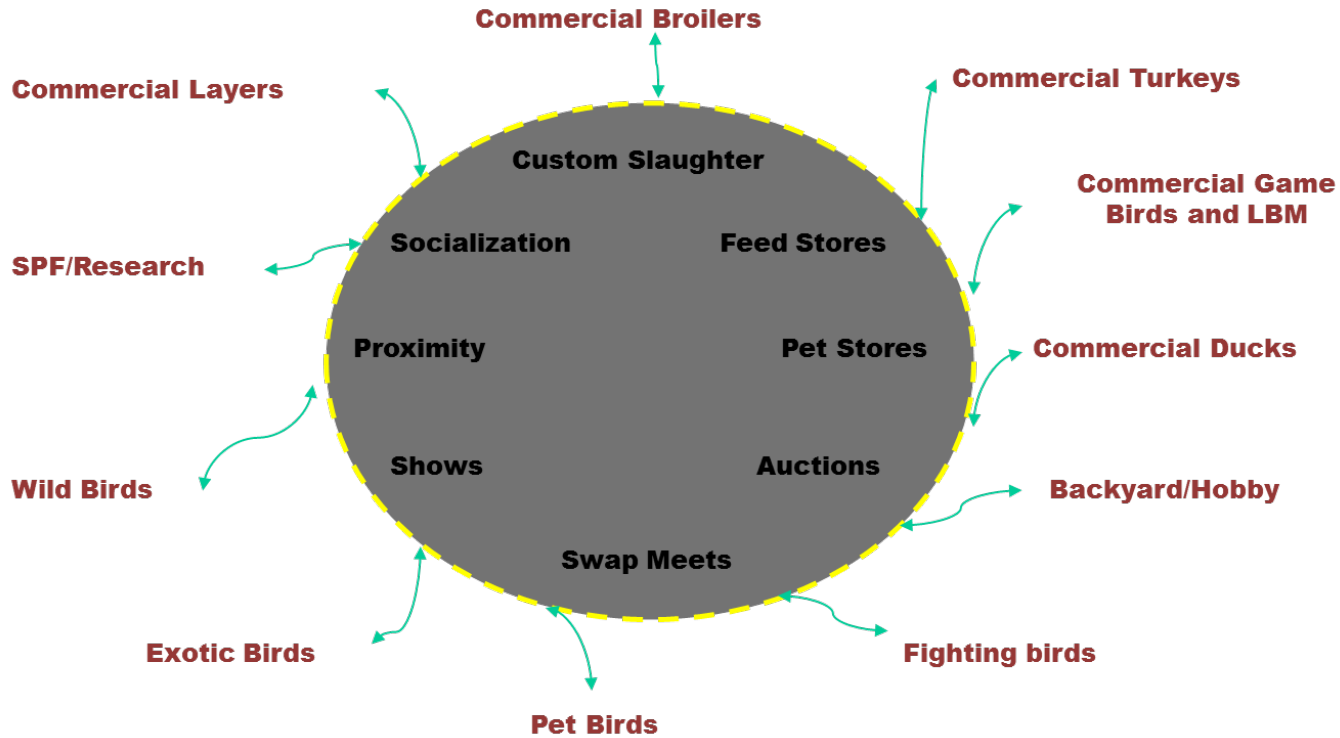 Commercial Broilers
Commercial Layers
Commercial Turkeys
Custom Slaughter
Commercial Game
Birds and LBM
Socialization
Feed Stores
SPF/Research
Proximity
Pet Stores
Commercial Ducks
Shows
Auctions
Wild Birds
Backyard/Hobby
Swap Meets
Exotic Birds
Fighting birds
Pet Birds